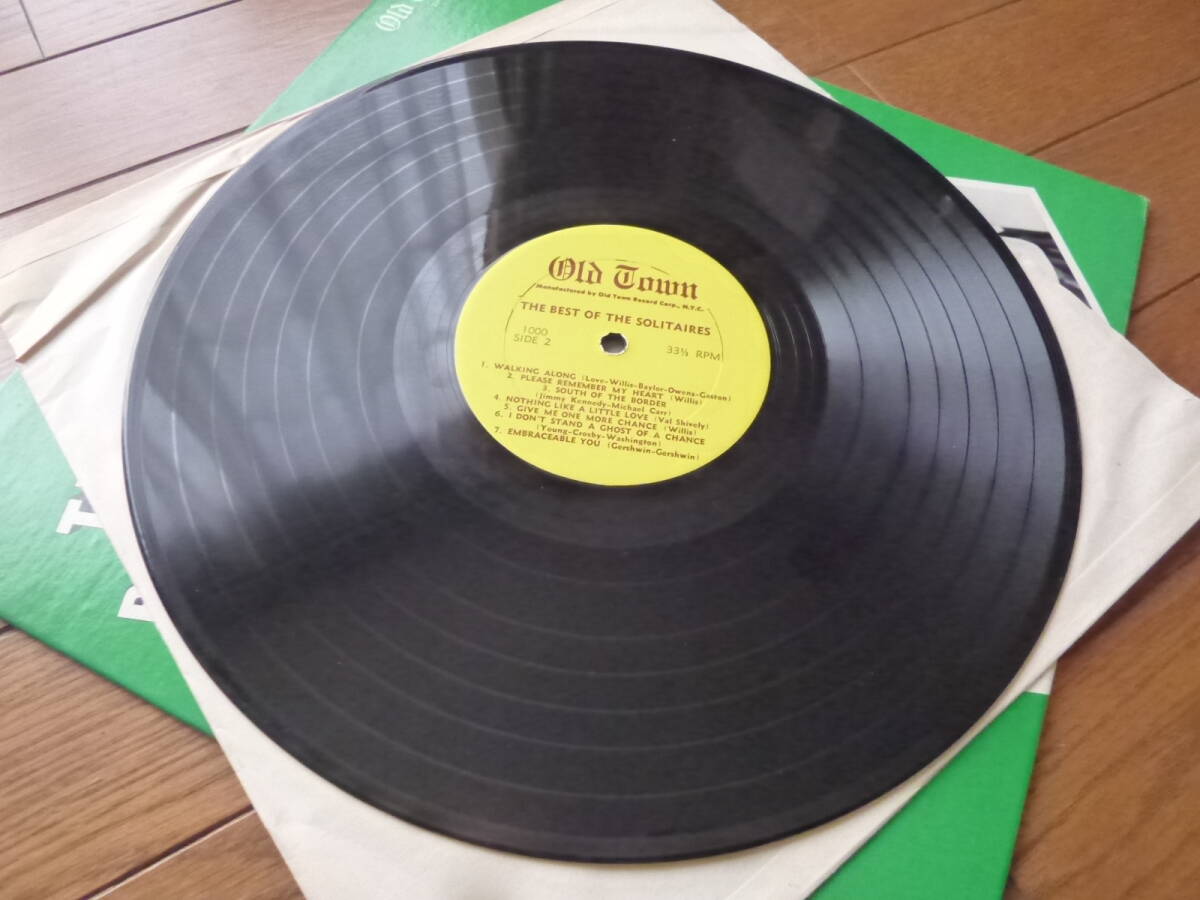 Old
Old Town
Manufactured by Old Town Record Corp., N.Y.C.
THE BEST OF THE SOLITAIRES
1000
SIDE 2
33⅓ RPM
1. WALKING ALONG (Love-Willis-Baylor-Owens-Gaston)
2. PLEASE REMEMBER MY HEART (Willis)
3. SOUTH OF THE BORDER
(Jimmy Kennedy-Michael Carr)
4. NOTHING LIKE A LITTLE LOVE (Val Shively)
5. GIVE ME ONE MORE CHANCE (Willis)
6. I DON'T STAND A GHOST OF A CHANCE
(Young-Crosby-Washington)
7. EMBRACEABLE YOU (Gershwin-Gershwin)